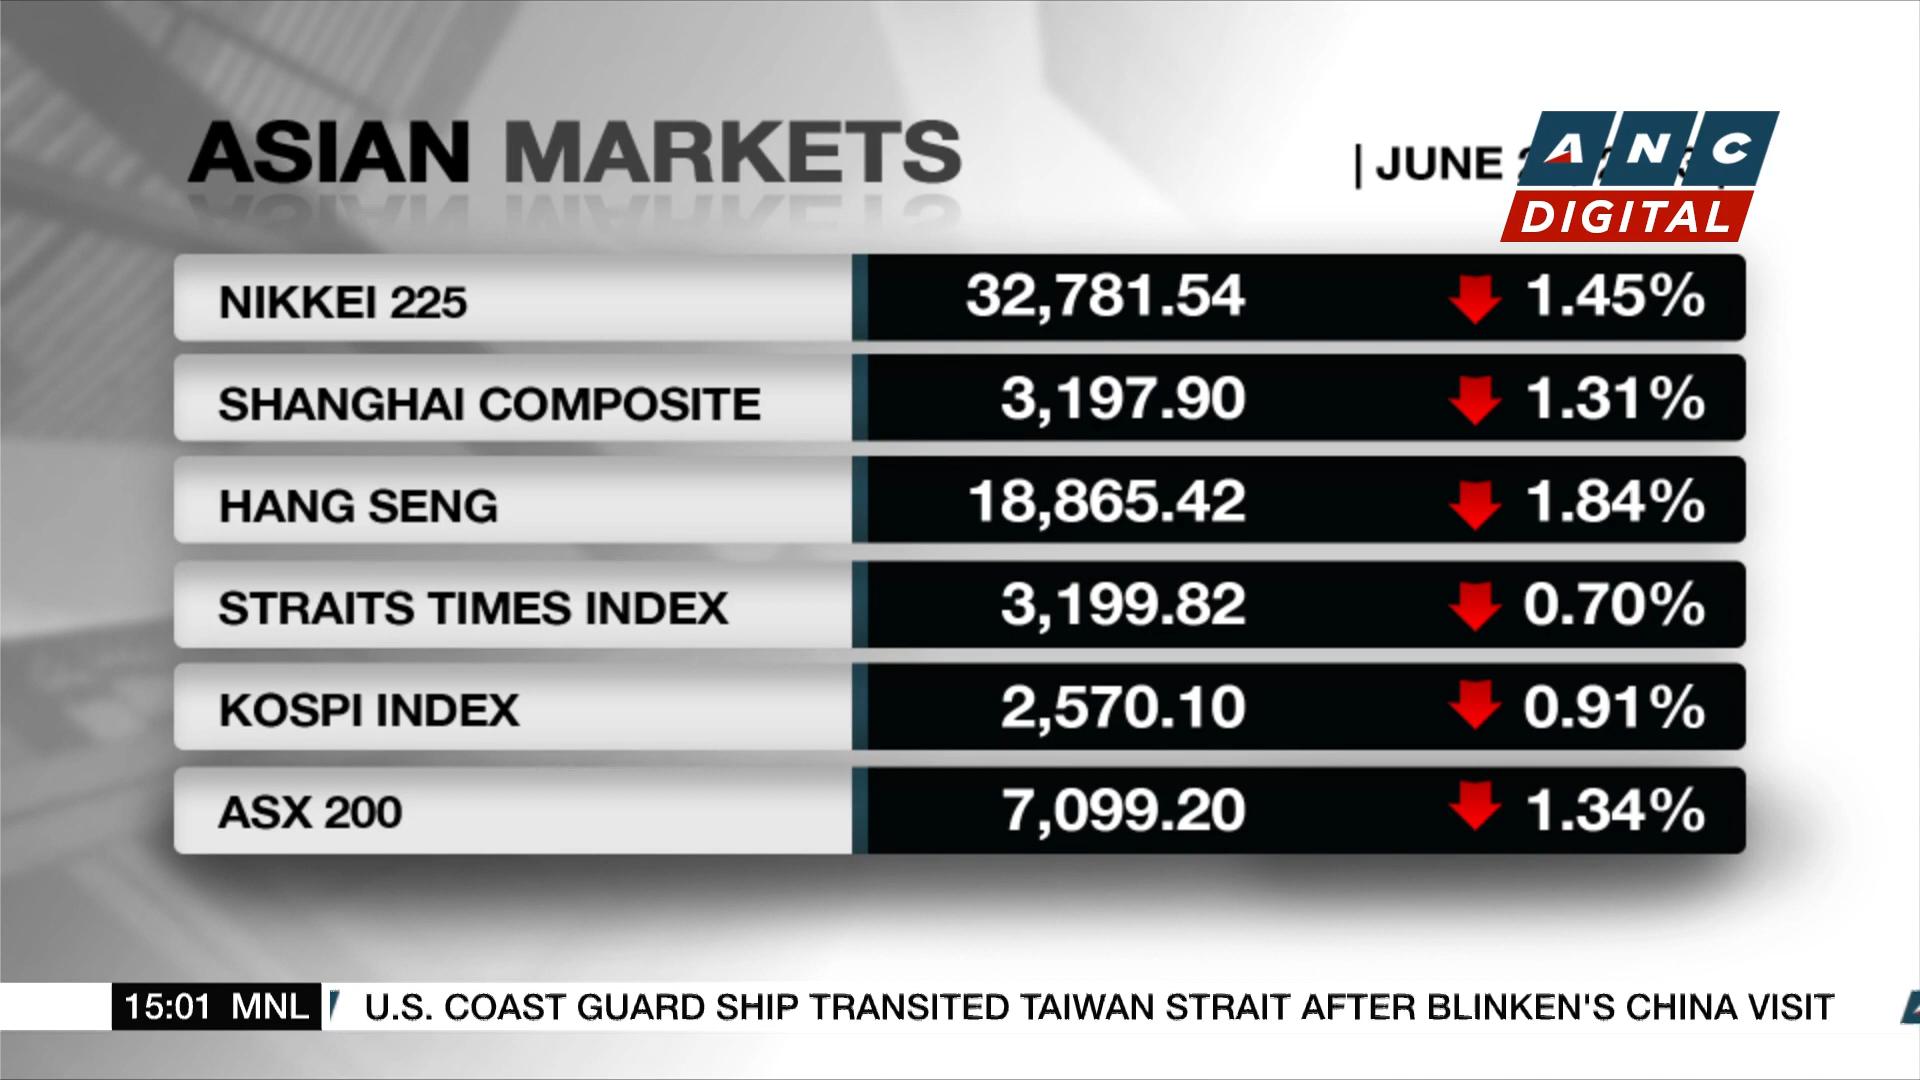 ASIAN MARKETS
| JUNE
ANC
DIGITAL
NIKKEI 225 32,781.54 1.45%
SHANGHAI COMPOSITE 3,197.90 1.31%
HANG SENG 18,865.42 1.84%
STRAITS TIMES INDEX 3,199.82 0.70%
KOSPI INDEX 2,570.10 0.91%
ASX 200 7,099.20 1.34%
15:01 MNL U.S. COAST GUARD SHIP TRANSITED TAIWAN STRAIT AFTER BLINKEN'S CHINA VISIT